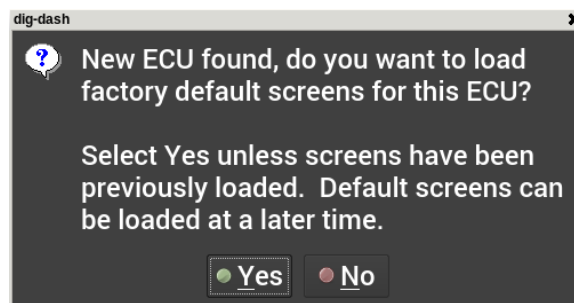 dig-dash
New ECU found, do you want to load
factory default screens for this ECU?
Select Yes unless screens have been
previously loaded.  Default screens can
be loaded at a later time.
Yes
No